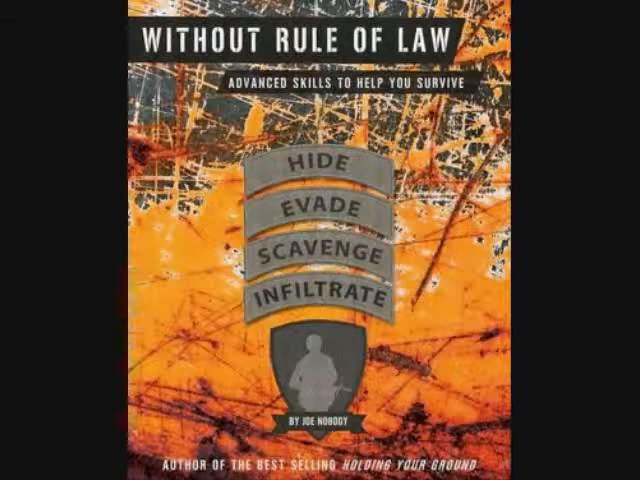 WITHOUT RULE OF LAW
ADVANCED SKILLS TO HELP YOU SURVIVE
HIDE
EVADE
SCAVENGE
INFILTRATE
BY JOE NOBODY
AUTHOR OF THE BEST SELLING HOLDING YOUR GROUND